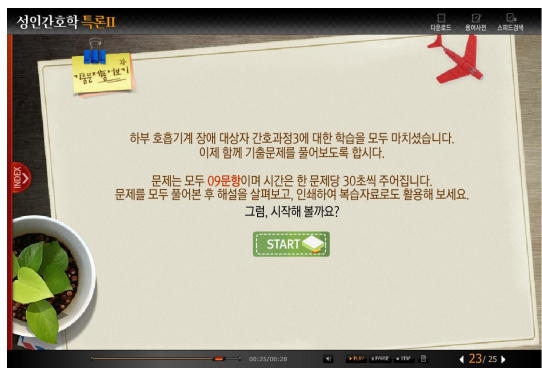 성인간호학 특론II
다운로드 용어사전 스피드검색
기출문제풀어보기
하부 호흡기계 장애 대상자 간호과정3에 대한 학습을 모두 마치셨습니다.
이제 함께 기출문제를 풀어보도록 합시다.
INDEX
문제는 모두 09문항이며 시간은 한 문제당 30초씩 주어집니다.
문제를 모두 풀어본 후 해설을 살펴보고, 인쇄하여 복습자료로도 활용해 보세요.
그럼, 시작해 볼까요?
START
00:25/00:28 PLAY PAUSE STOP 23/ 25